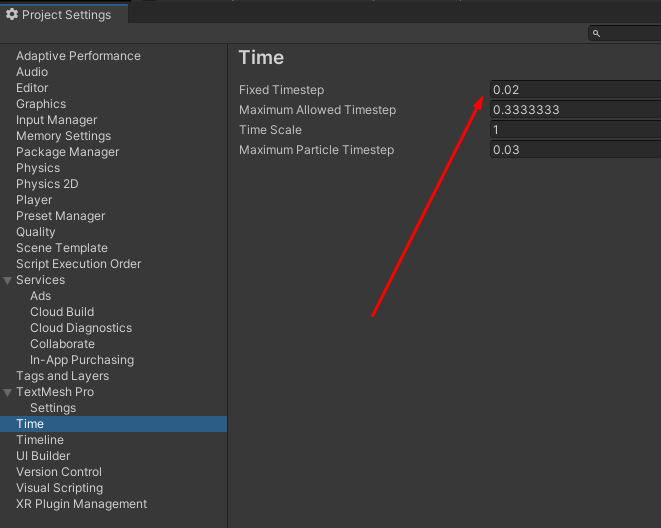 Project Settings
Time
Fixed Timestep 0.02
Maximum Allowed Timestep 0.3333333
Time Scale 1
Maximum Particle Timestep 0.03
Adaptive Performance
Audio
Editor
Graphics
Input Manager
Memory Settings
Package Manager
Physics
Physics 2D
Player
Preset Manager
Quality
Scene Template
Script Execution Order
Services
Ads
Cloud Build
Cloud Diagnostics
Collaborate
In-App Purchasing
Tags and Layers
TextMesh Pro
Settings
Time
Timeline
UI Builder
Version Control
Visual Scripting
XR Plugin Management